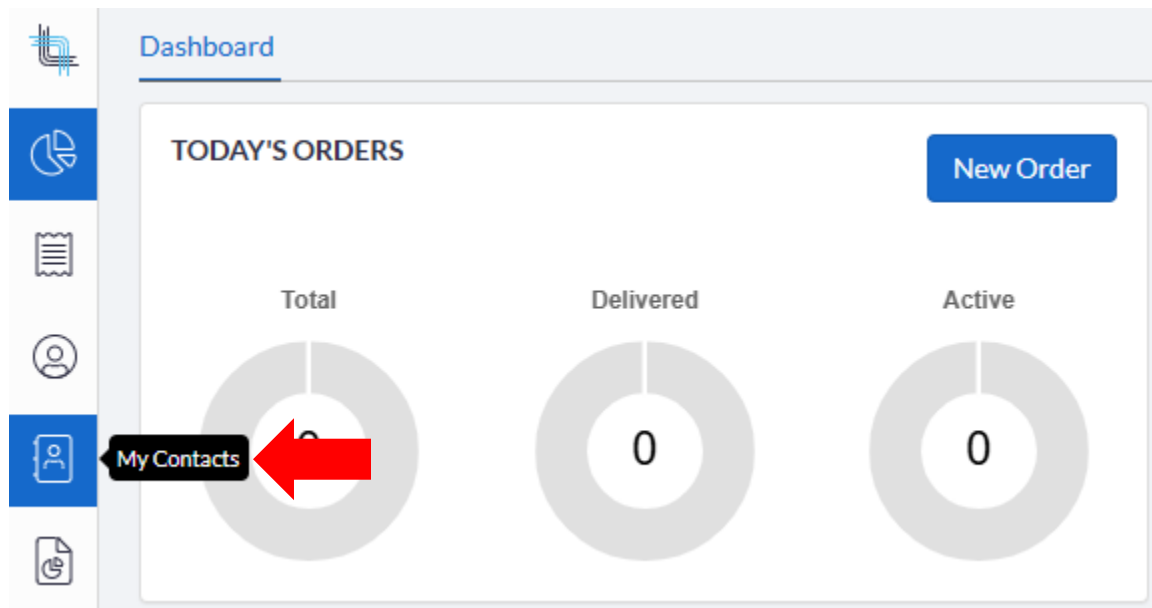 Dashboard
TODAY'S ORDERS
New Order
Total
Delivered
Active
0
0
My Contacts